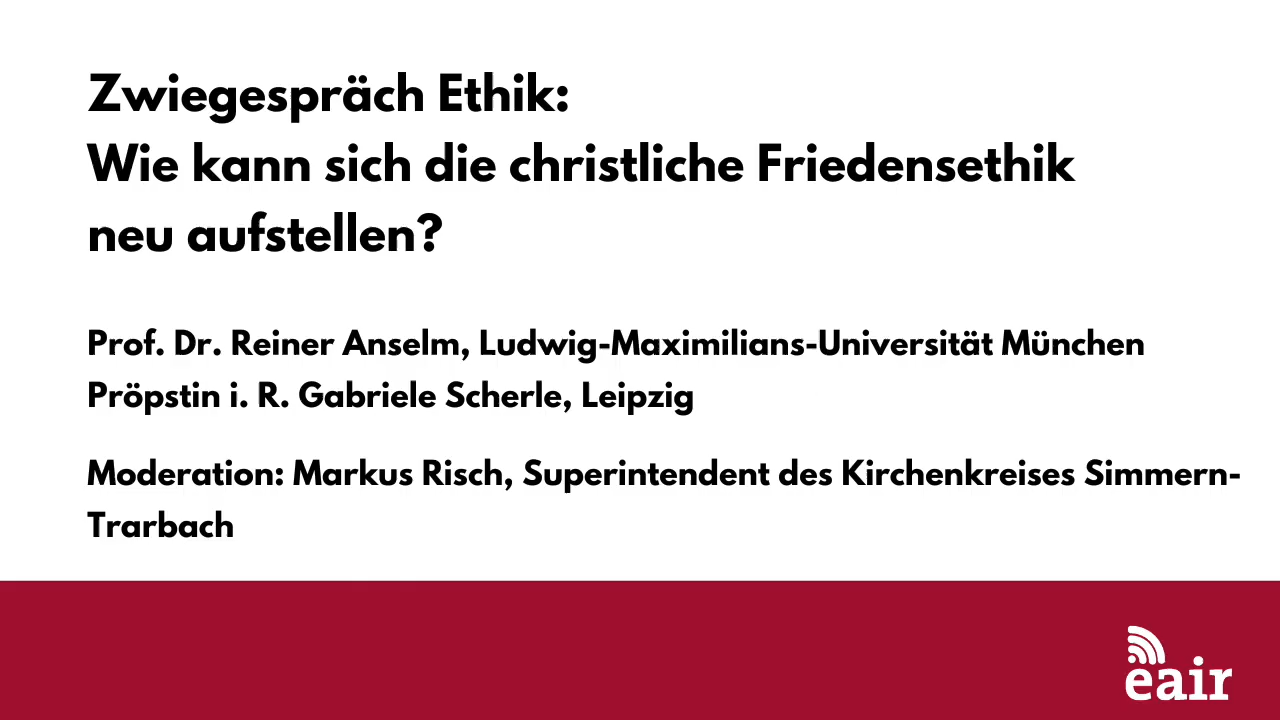 Zwiegespräch Ethik:
Wie kann sich die christliche Friedensethik
neu aufstellen?
Prof. Dr. Reiner Anselm, Ludwig-Maximilians-Universität München
Pröpstin i. R. Gabriele Scherle, Leipzig
Moderation: Markus Risch, Superintendent des Kirchenkreises Simmern-
Trarbach
eair